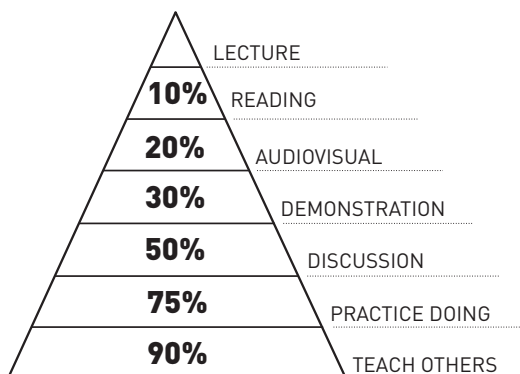 LECTURE
10% READING
20% AUDIOVISUAL
30% DEMONSTRATION
50% DISCUSSION
75% PRACTICE DOING
90% TEACH OTHERS